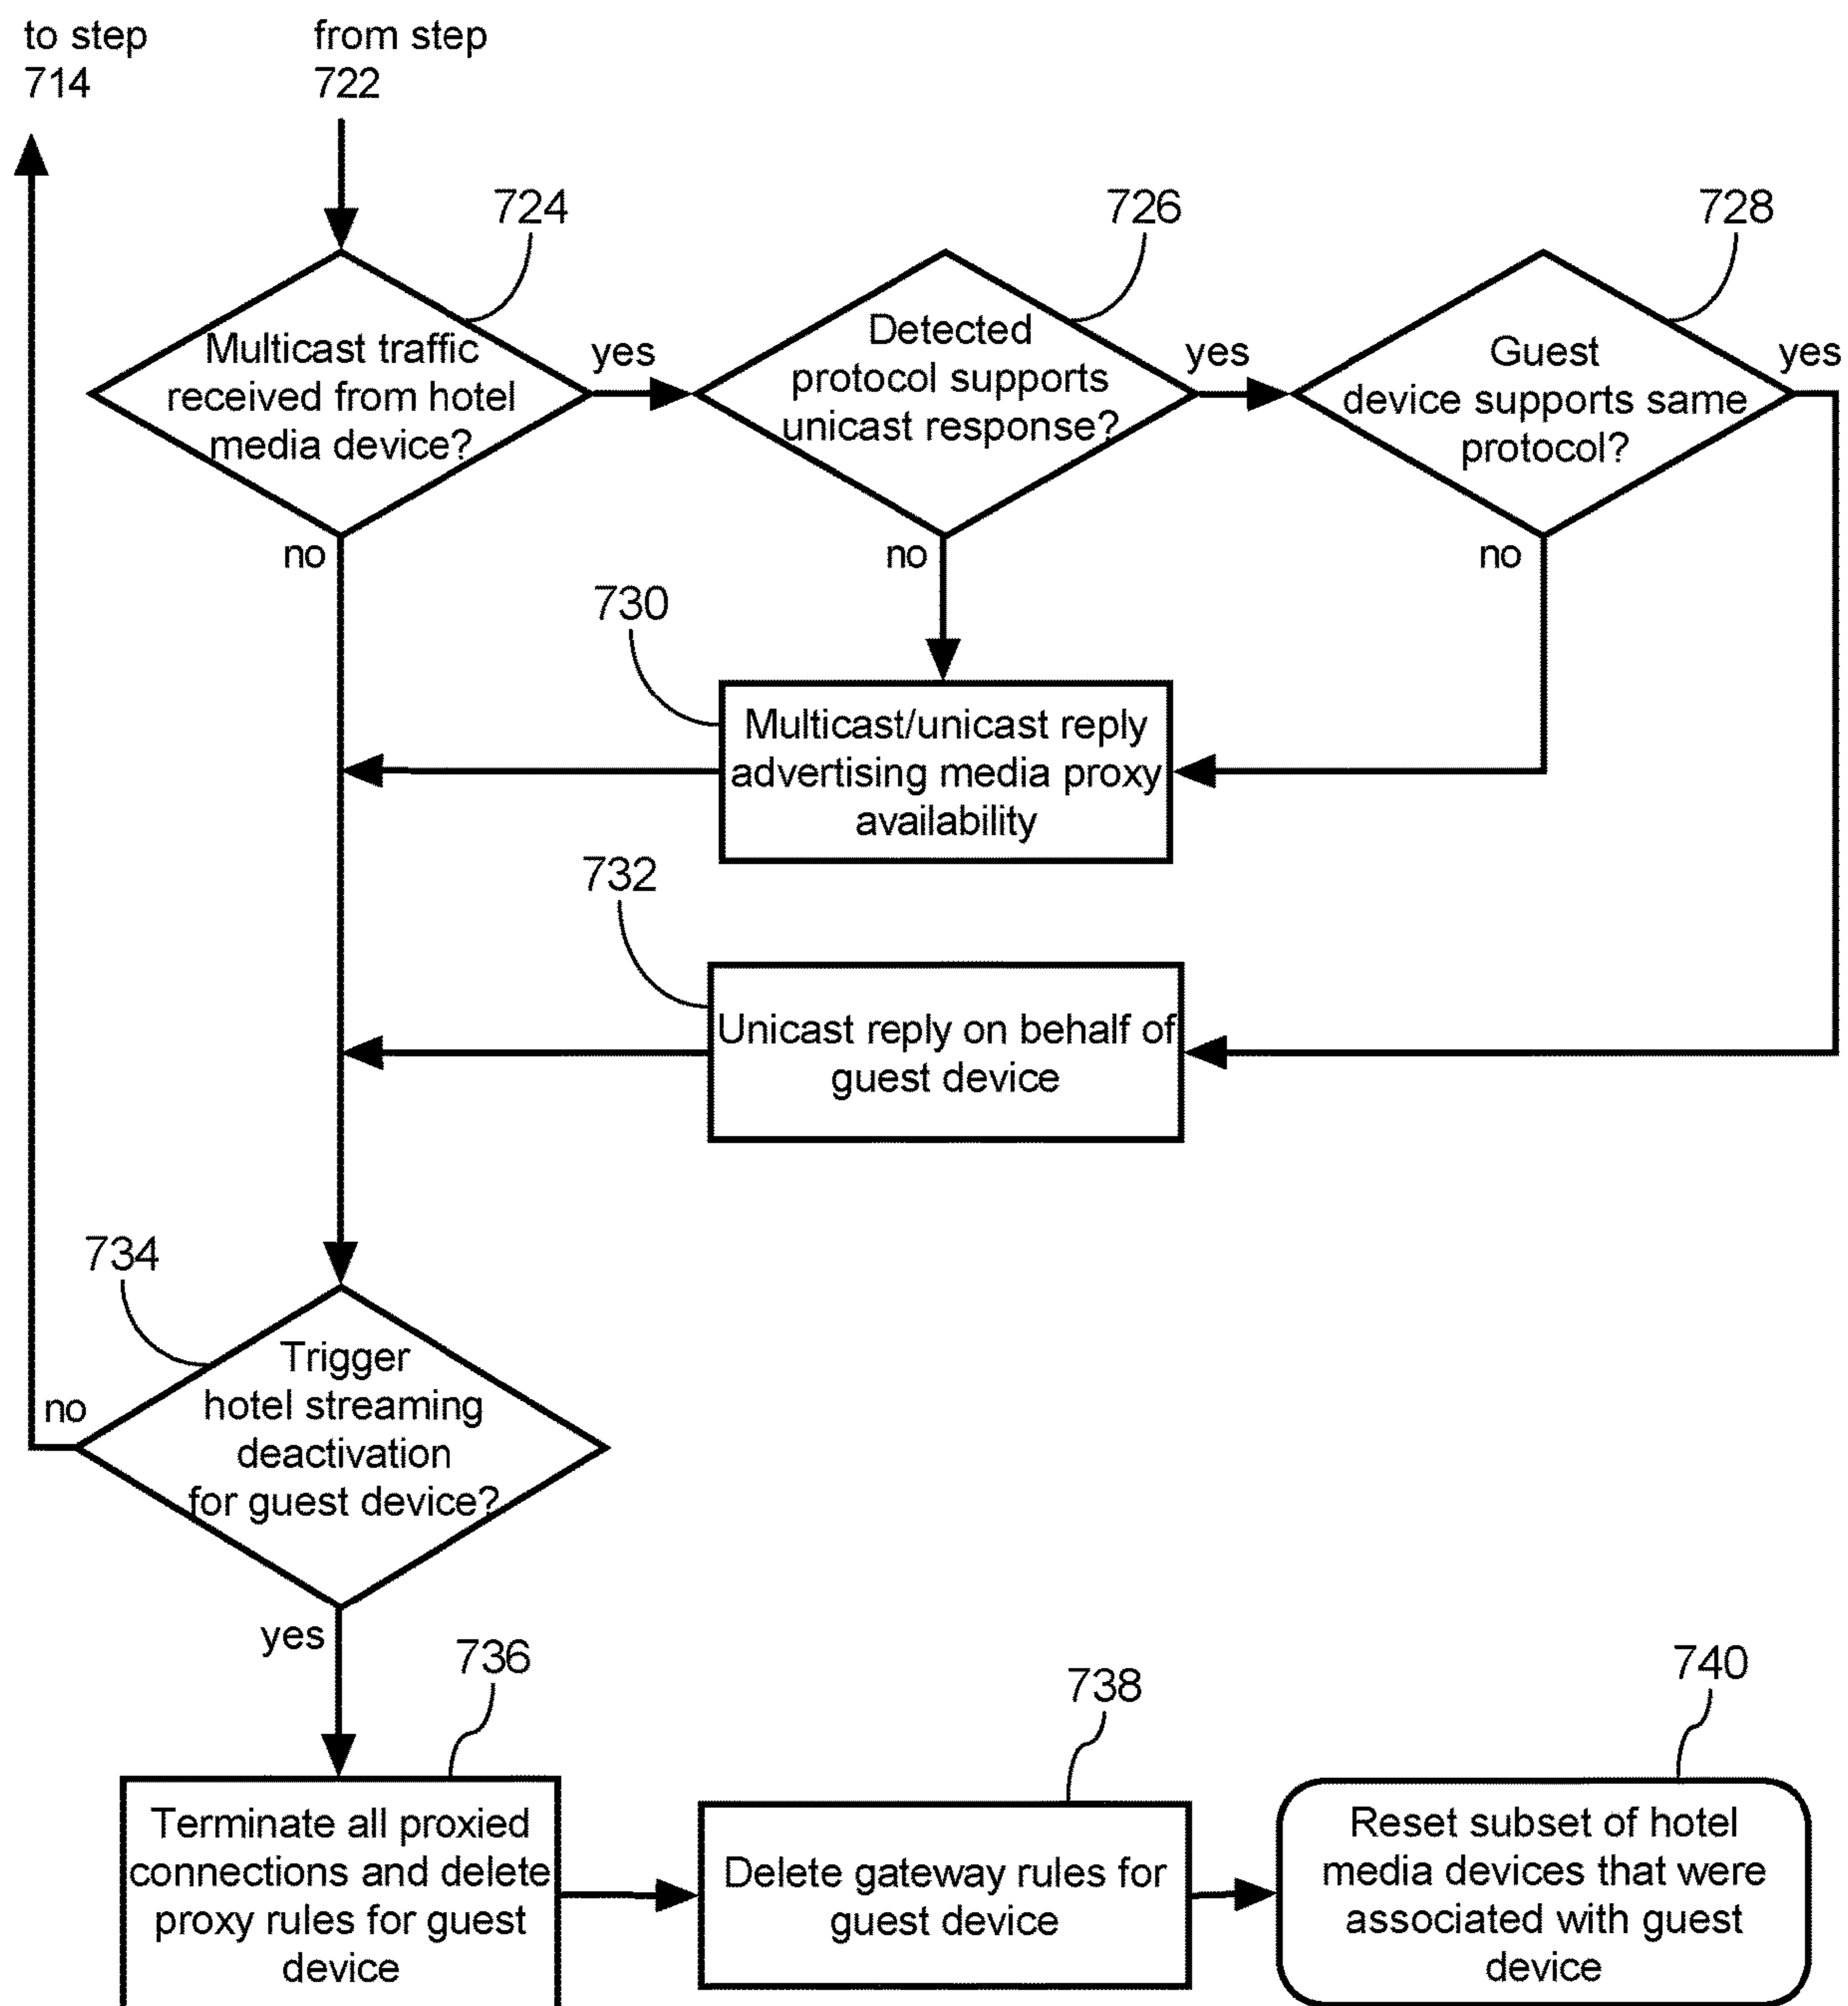 to step
714
from step
722
724
726
728
Multicast traffic
received from hotel
media device?
yes
Detected
protocol supports
unicast response?
yes
Guest
device supports same
protocol?
yes
no
no
no
730
Multicast/unicast reply
advertising media proxy
availability
732
Unicast reply on behalf of
guest device
734
Trigger
hotel streaming
deactivation
for guest device?
no
yes
736
738
740
Terminate all proxied
connections and delete
proxy rules for guest
device
Delete gateway rules for
guest device
Reset subset of hotel
media devices that were
associated with guest
device